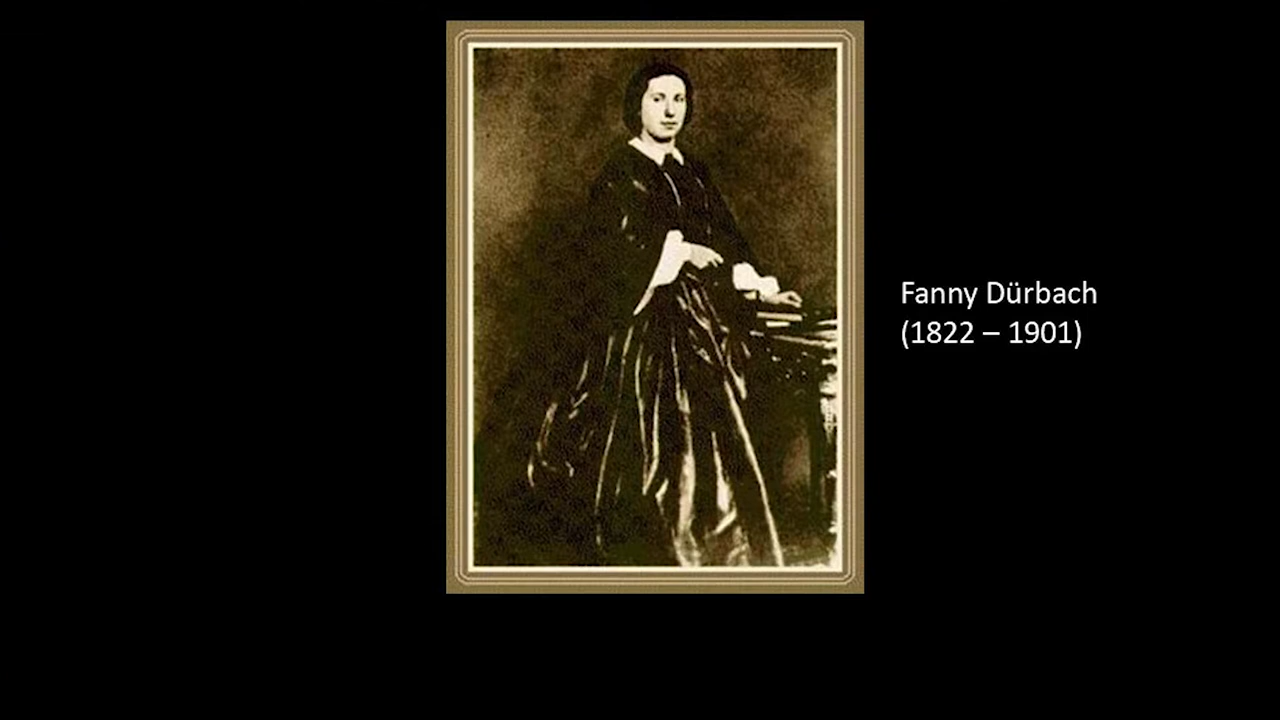 Fanny Dürbach
(1822 – 1901)